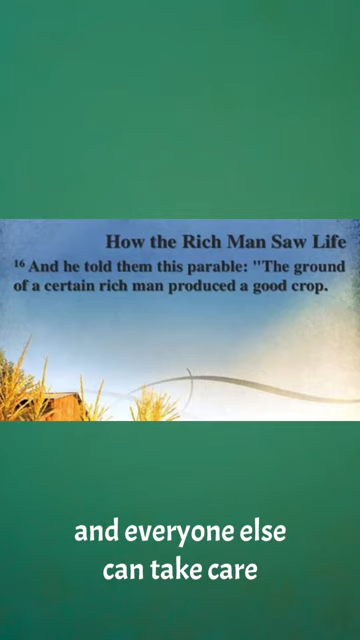 How the Rich Man Saw Life
16 And he told them this parable: "The ground
of a certain rich man produced a good crop.
and everyone else
can take care